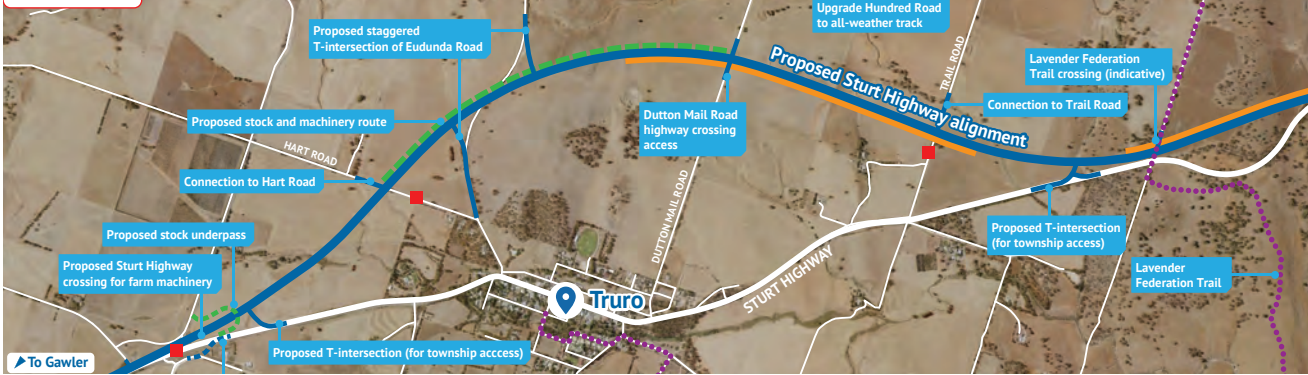 Upgrade Hundred Road
to all-weather track
Proposed staggered
T-intersection of Eudunda Road
TRAIL ROAD
Proposed Sturt Highway alignment
Lavender Federation
Trail crossing (indicative)
Connection to Trail Road
Dutton Mail Road
highway crossing
access
Proposed stock and machinery route
HART ROAD
Connection to Hart Road
DUTTON MAIL ROAD
Proposed T-intersection
(for township access)
Proposed stock underpass
Proposed Sturt Highway
crossing for farm machinery
STURT HIGHWAY
Lavender
Federation Trail
Truro
Proposed T-intersection (for township acccess)
To Gawler